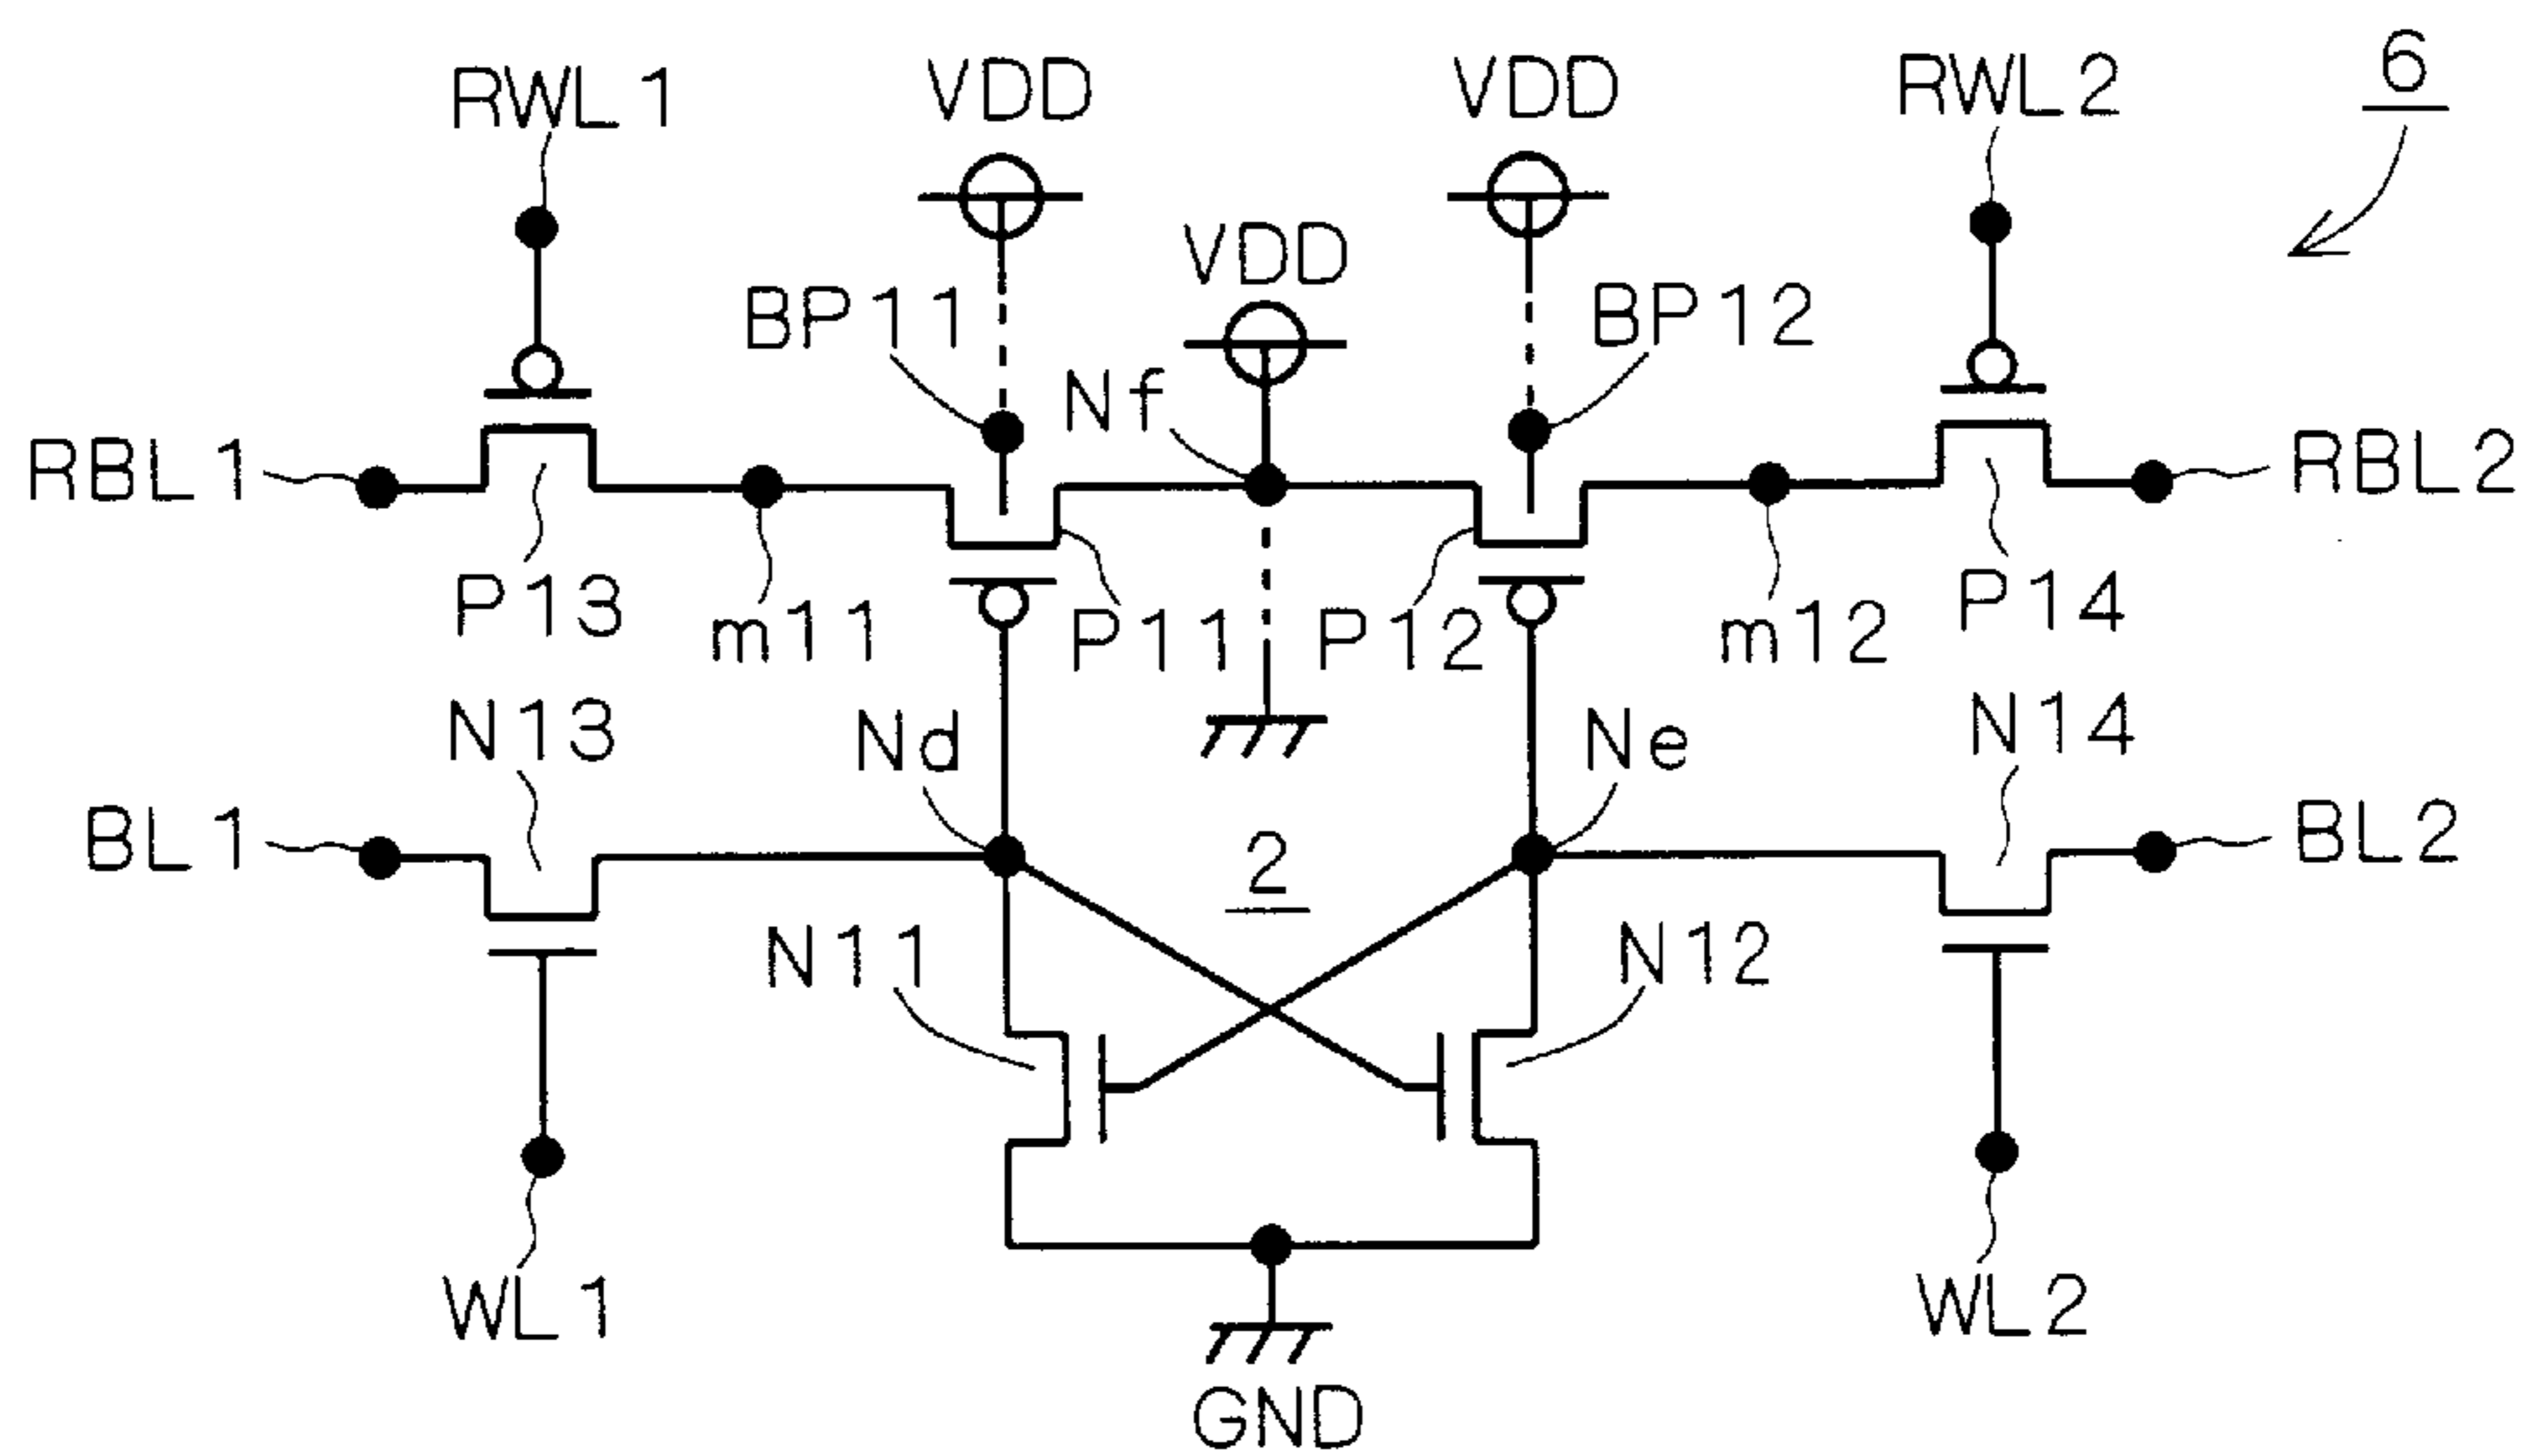 6
RWL1 VDD VDD RWL2
VDD
BP11 BP12
Nf
RBL1 RBL2
P13 m11 P11 P12 m12 P14
N13 Nd Ne N14
BL1 2 BL2
N11 N12
WL1 WL2
GND